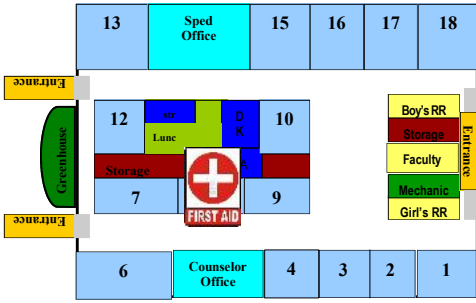 13
Sped
Office
15
16
17
18
Entrance
12
Lunc
D
K
10
Boy's RR
Storage
Faculty
Mechanic
Girl's RR
Entrance
Greenhouse
Storage
A
7
FIRST AID
9
Entrance
6
Counselor
Office
4
3
2
1